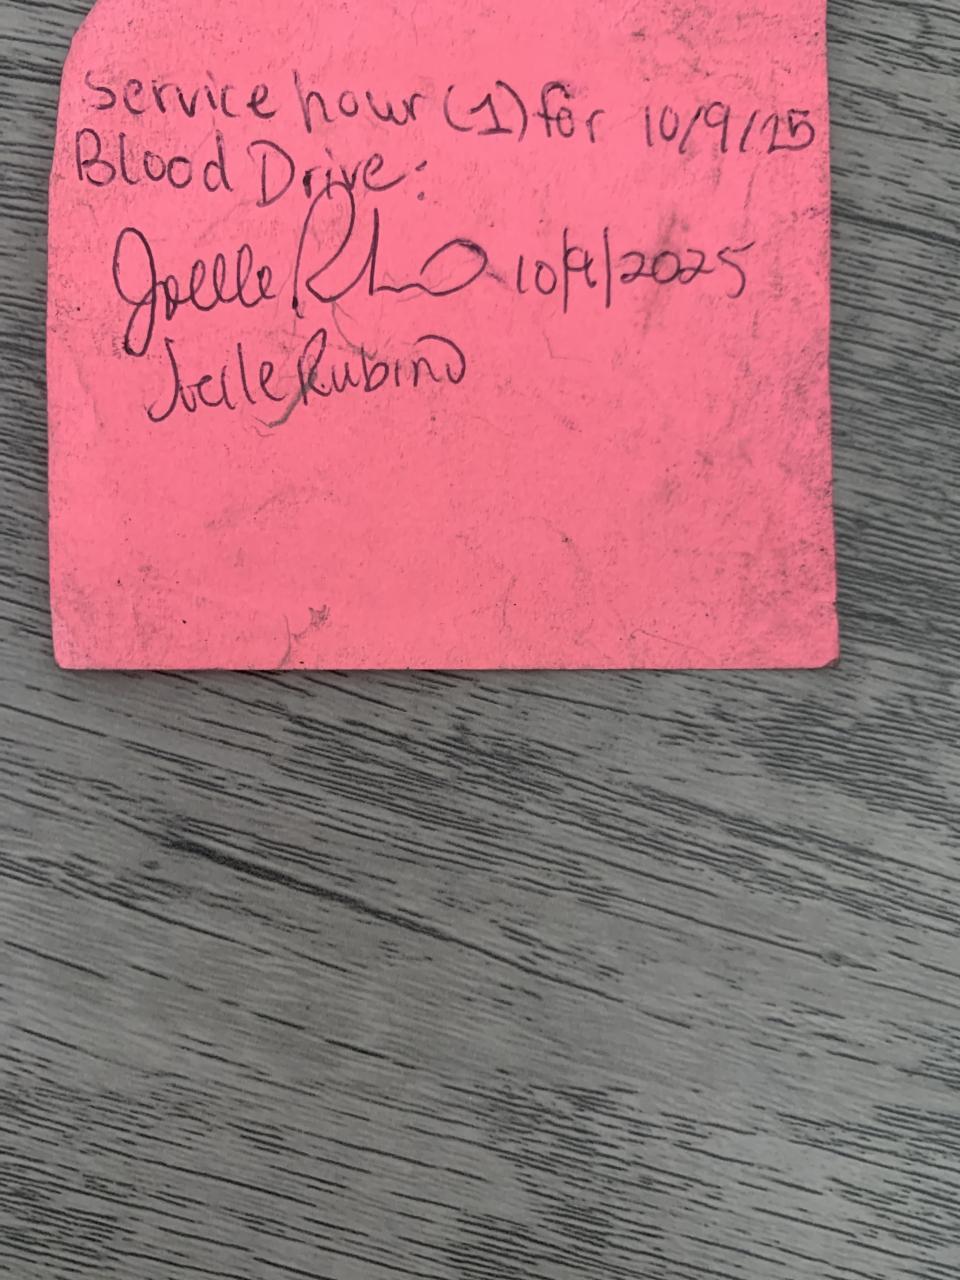 Service hour (1) for 10/9/25
Blood Drive:
Joelle 10/9/2025
Joelle Rubino